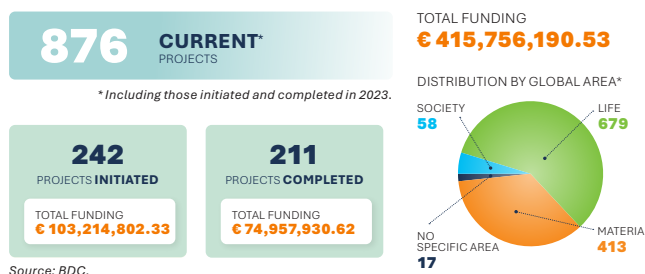 876 CURRENT*
PROJECTS
*Including those initiated and completed in 2023.
242
PROJECTS INITIATED
TOTAL FUNDING
€ 103,214,802.33
211
PROJECTS COMPLETED
TOTAL FUNDING
€ 74,957,930.62
Source: BDC.
TOTAL FUNDING
€ 415,756,190.53
DISTRIBUTION BY GLOBAL AREA*
SOCIETY
58
LIFE
679
NO
SPECIFIC AREA
17
MATERIA
413